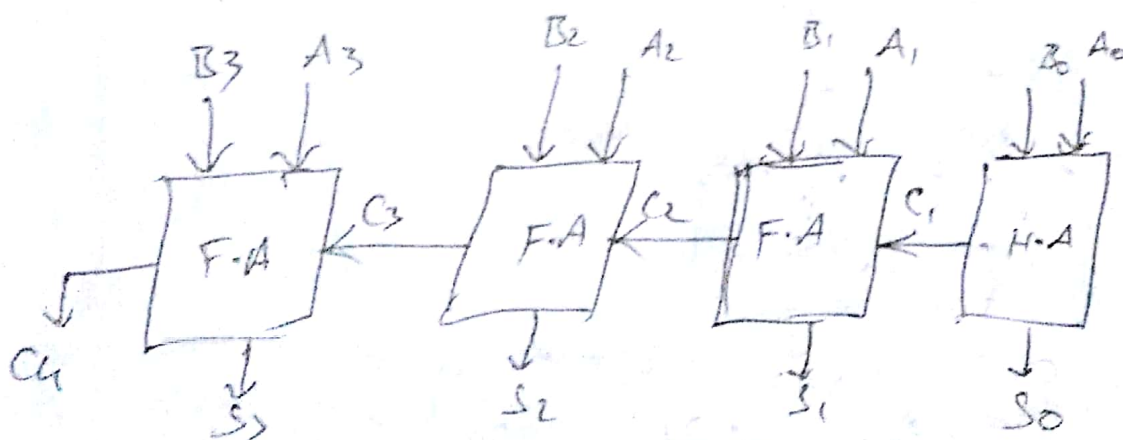 B3 A3 B2 A2 B1 A1 B0 A0
C3 C2 C1
F.A F.A F.A H.A
C4
S3 S2 S1 S0